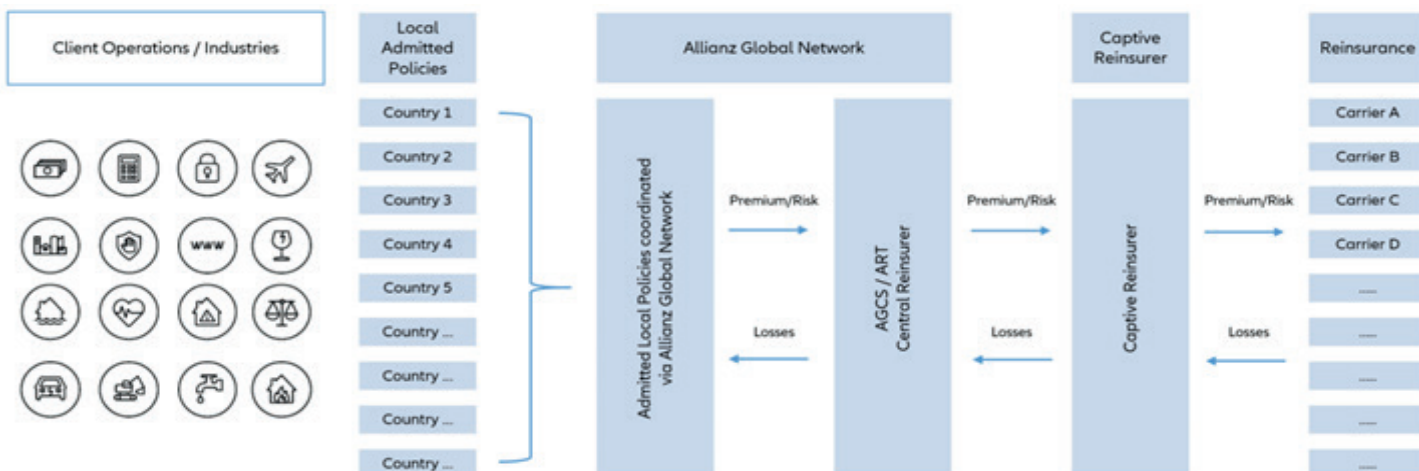 Client Operations / Industries
Local
Admitted
Policies
Allianz Global Network
Captive
Reinsurer
Reinsurance
www
Country 1
Country 2
Country 3
Country 4
Country 5
Country ...
Country ...
Country ...
Country ...
Admitted Local Policies coordinated
via Allianz Global Network
Premium/Risk
Losses
AGCS / ART
Central Reinsurer
Premium/Risk
Losses
Captive Reinsurer
Premium/Risk
Losses
Carrier A
Carrier B
Carrier C
Carrier D
.....
.....
.....
.....
.....